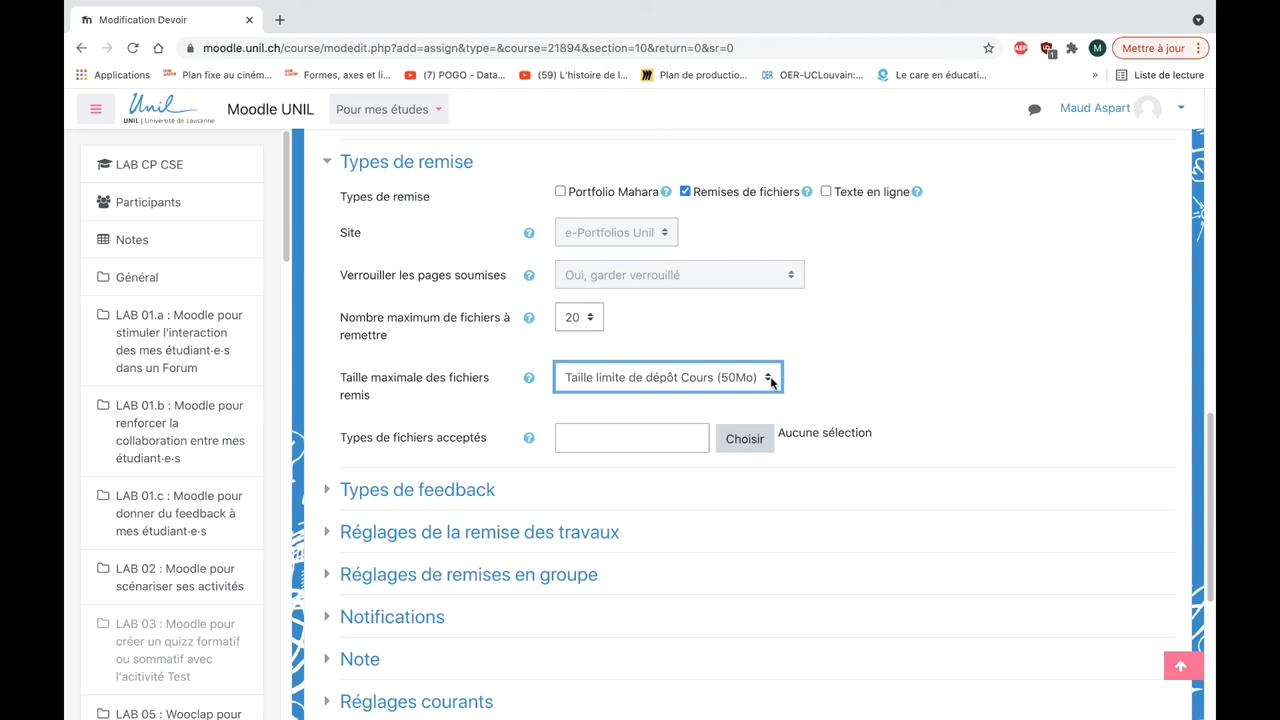 Modification Devoir
moodle.unil.ch/course/modedit.php?add=assign&type=&course=21894&section=10&return=0&sr=0
ABP
1
M
Mettre à jour
Applications
Plan fixe au ciném...
Formes, axes et li...
(7) POGO - Data...
(59) L'histoire de l...
Plan de productio...
OER-UCLouvain:...
Le care en éducati...
»
Liste de lecture
Unil
UNIL | Université de Lausanne
Moodle UNIL
Pour mes études
Maud Aspart
LAB CP CSE
Participants
Notes
Général
LAB 01.a : Moodle pour
stimuler l'interaction
des mes étudiant·e·s
dans un Forum
LAB 01.b : Moodle pour
renforcer la
collaboration entre mes
étudiant·e·s
LAB 01.c : Moodle pour
donner du feedback à
mes étudiant·e·s
LAB 02 : Moodle pour
scénariser ses activités
LAB 03 : Moodle pour
créer un quizz formatif
ou sommatif avec
l'acitivité Test
LAB 05 : Wooclap pour
Types de remise
Types de remise
Portfolio Mahara
Remises de fichiers
Texte en ligne
Site
e-Portfolios Unil
Verrouiller les pages soumises
Oui, garder verrouillé
Nombre maximum de fichiers à
remettre
20
Taille maximale des fichiers
remis
Taille limite de dépôt Cours (50Mo)
Types de fichiers acceptés
Choisir
Aucune sélection
Types de feedback
Réglages de la remise des travaux
Réglages de remises en groupe
Notifications
Note
Réglages courants